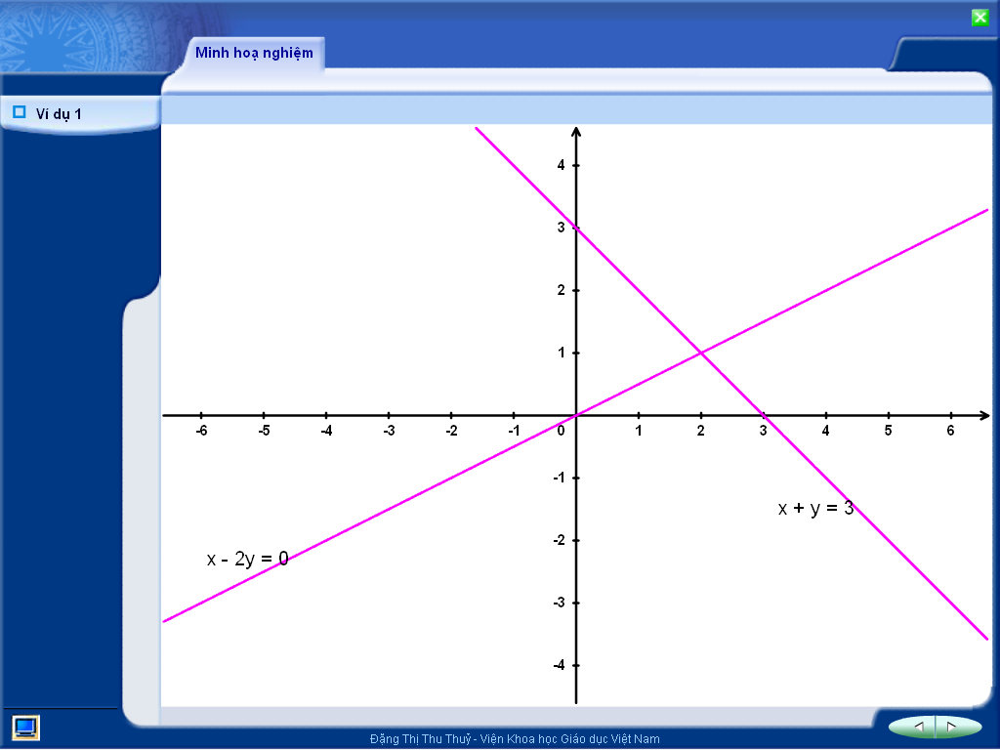 Minh hoạ nghiệm
Ví dụ 1
4
3
2
1
-6 -5 -4 -3 -2 -1 0 1 2 3 4 5 6
-1
x + y = 3
-2
x - 2y = 0
-3
-4
Đặng Thị Thu Thuỷ - Viện Khoa học Giáo dục Việt Nam